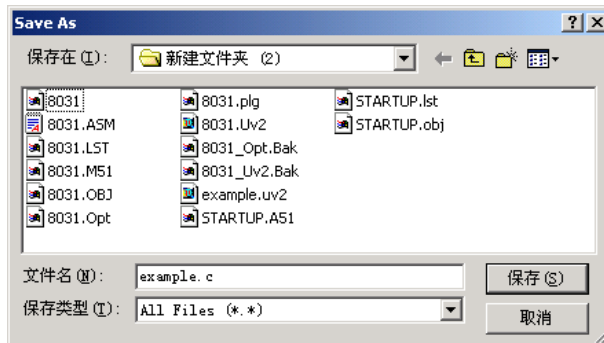 Save As
保存在(I): 新建文件夹 (2)
8031 8031.plg STARTUP.lst
8031.ASM 8031.Uv2 STARTUP.obj
8031.LST 8031_Opt.Bak
8031.M51 8031_Uv2.Bak
8031.OBJ example.uv2
8031.Opt STARTUP.A51
文件名(N): example.c 保存(S)
保存类型(T): All Files (*.*) 取消